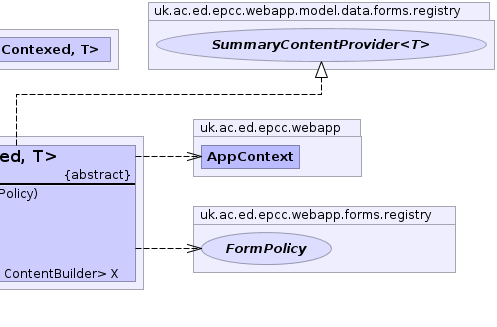 uk.ac.ed.epcc.webapp.model.data.forms.registry
SummaryContentProvider<T>
Contexed, T>
uk.ac.ed.epcc.webapp
AppContext
ed, T>
{abstract}
Policy)
uk.ac.ed.epcc.webapp.forms.registry
FormPolicy
ContentBuilder> X